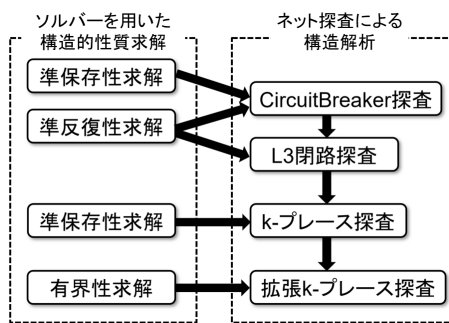 ソルバーを用いた
構造的性質求解
準保存性求解
準反復性求解
準保存性求解
有界性求解
ネット探査による
構造解析
CircuitBreaker探査
L3閉路探査
k-プレース探査
拡張k-プレース探査